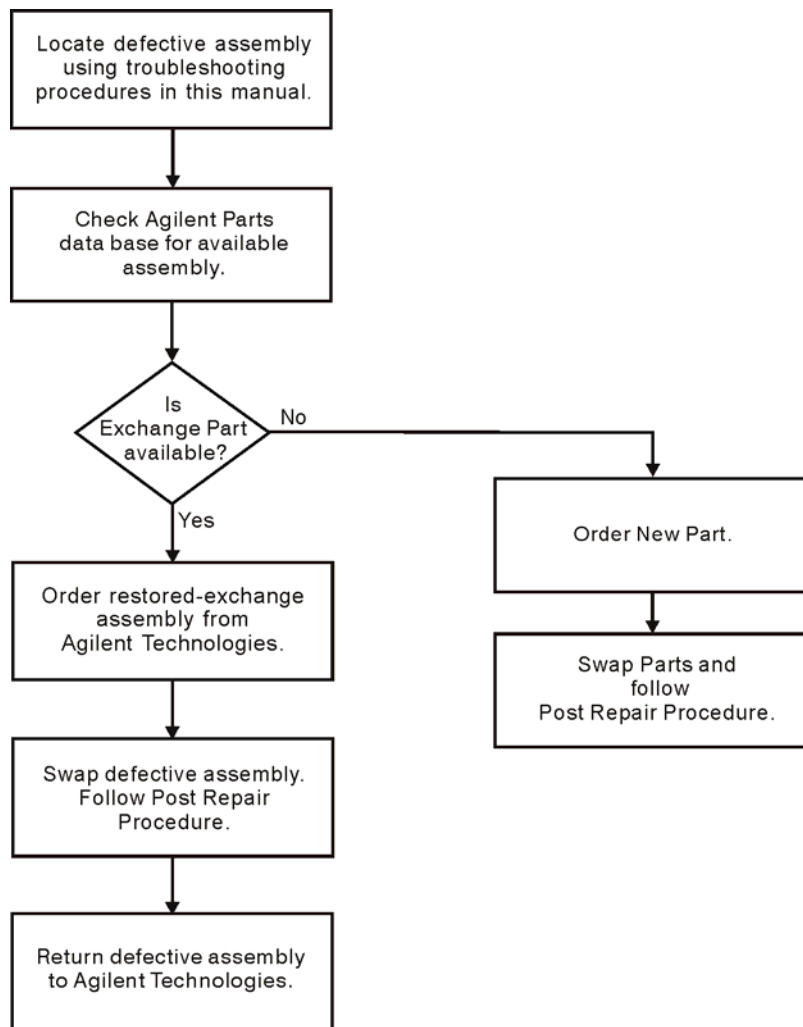 Locate defective assembly
using troubleshooting
procedures in this manual.
Check Agilent Parts
data base for available
assembly.
Is
Exchange Part
available?
No
Yes
Order New Part.
Order restored-exchange
assembly from
Agilent Technologies.
Swap Parts and
follow
Post Repair Procedure.
Swap defective assembly.
Follow Post Repair
Procedure.
Return defective assembly
to Agilent Technologies.